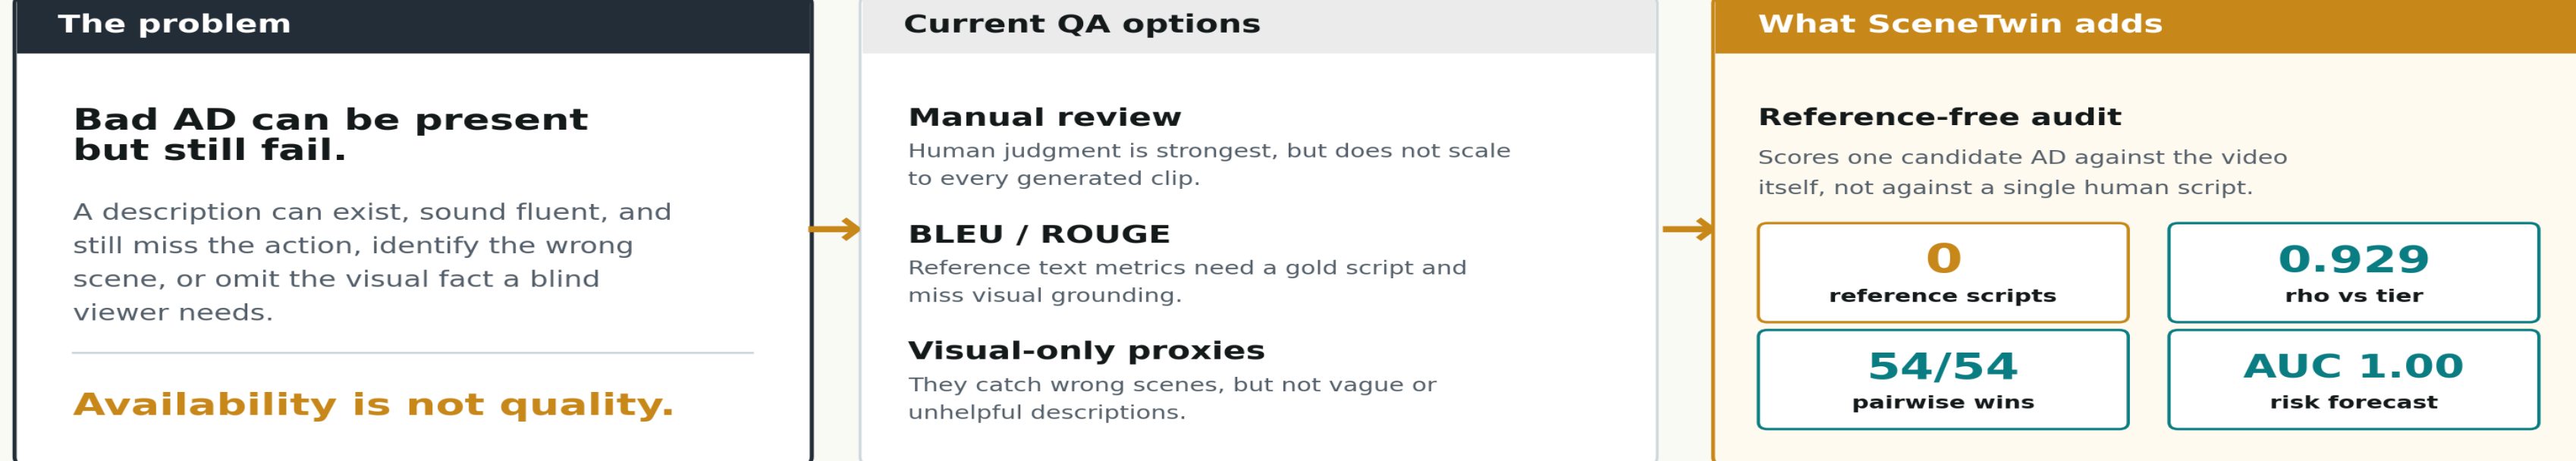 The problem
Bad AD can be present
but still fail.
A description can exist, sound fluent, and
still miss the action, identify the wrong
scene, or omit the visual fact a blind
viewer needs.
Availability is not quality.
Current QA options
Manual review
Human judgment is strongest, but does not scale
to every generated clip.
BLEU / ROUGE
Reference text metrics need a gold script and
miss visual grounding.
Visual-only proxies
They catch wrong scenes, but not vague or
unhelpful descriptions.
What SceneTwin adds
Reference-free audit
Scores one candidate AD against the video
itself, not against a single human script.
0
reference scripts
0.929
rho vs tier
54/54
pairwise wins
AUC 1.00
risk forecast